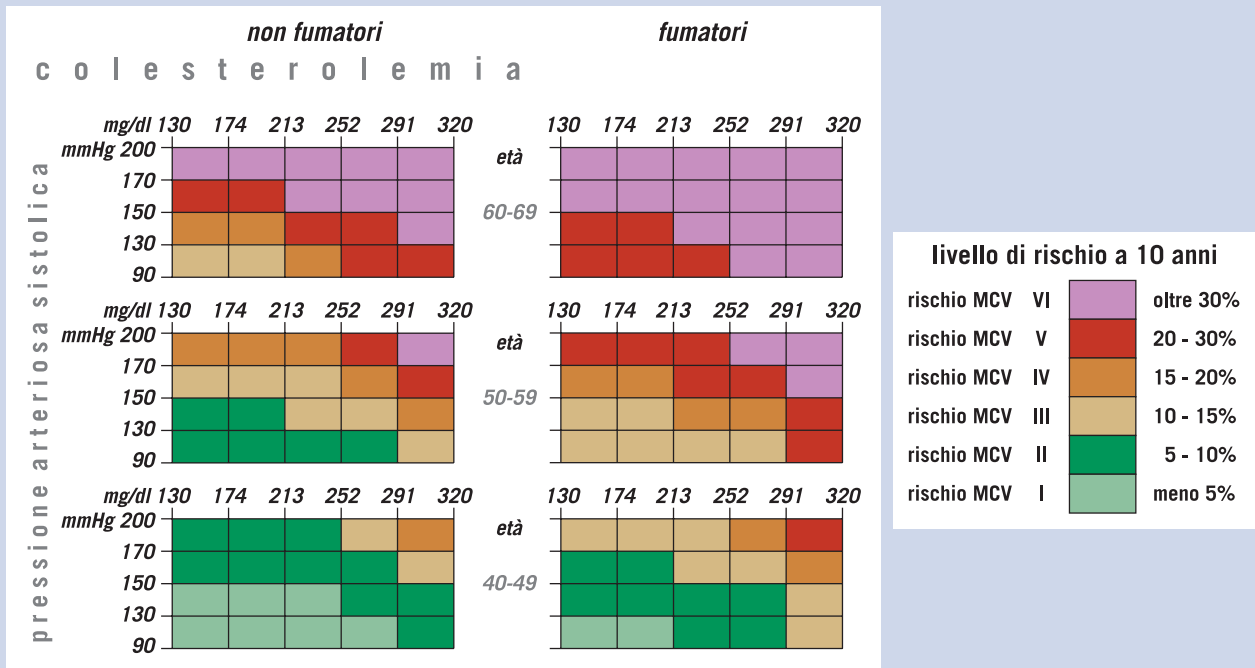 non fumatori fumatori
colesterolemia
mg/dl 130 174 213 252 291 320 130 174 213 252 291 320
mmHg 200 età
170
150 60-69
130
90
mg/dl 130 174 213 252 291 320 130 174 213 252 291 320
mmHg 200 età
170
150 50-59
130
90
mg/dl 130 174 213 252 291 320 130 174 213 252 291 320
mmHg 200 età
170
150 40-49
130
90
pressione arteriosa sistolica
livello di rischio a 10 anni
rischio MCV VI oltre 30%
rischio MCV V 20 - 30%
rischio MCV IV 15 - 20%
rischio MCV III 10 - 15%
rischio MCV II 5 - 10%
rischio MCV I meno 5%